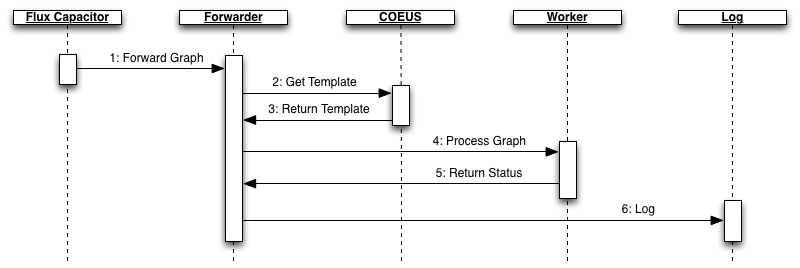 Flux Capacitor
Forwarder
COEUS
Worker
Log
1: Forward Graph
2: Get Template
3: Return Template
4: Process Graph
5: Return Status
6: Log